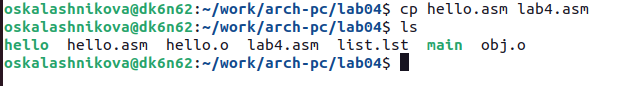 oskalashnikova@dk6n62:~/work/arch-pc/lab04$ cp hello.asm lab4.asm
oskalashnikova@dk6n62:~/work/arch-pc/lab04$ ls
hello  hello.asm  hello.o  lab4.asm  list.lst  main  obj.o
oskalashnikova@dk6n62:~/work/arch-pc/lab04$